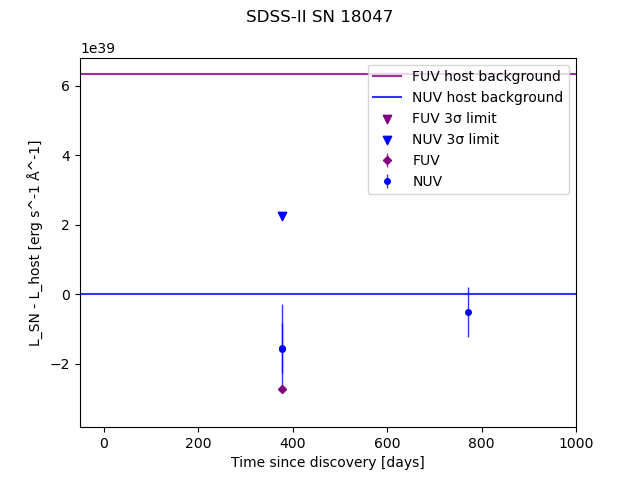 SDSS-II SN 18047
1e39
FUV host background
NUV host background
FUV 3σ limit
NUV 3σ limit
FUV
NUV
6
4
2
0
−2
L_SN - L_host [erg s^-1 Å^-1]
0 200 400 600 800 1000
Time since discovery [days]